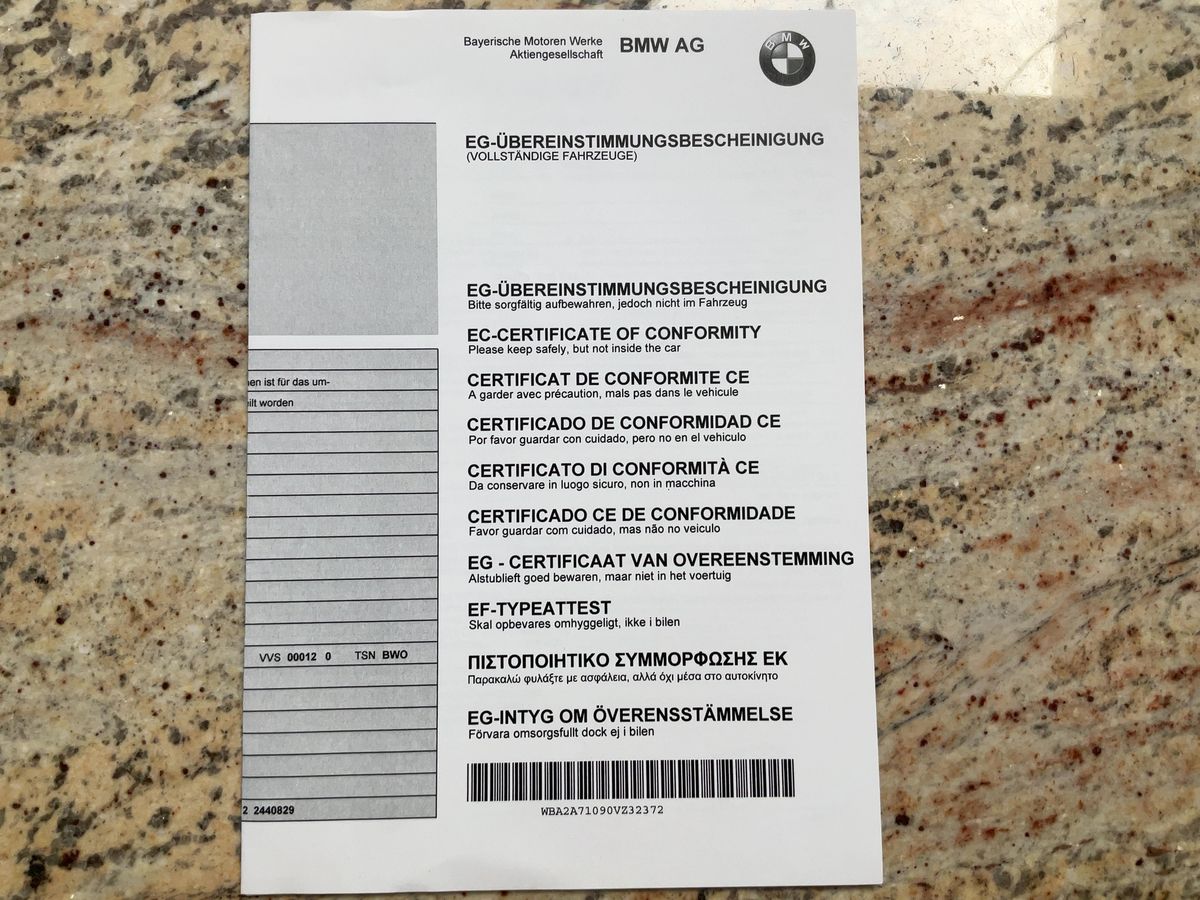 Bayerische Motoren Werke
Aktiengesellschaft
BMW AG
BMW
EG-ÜBEREINSTIMMUNGSBESCHEINIGUNG
(VOLLSTÄNDIGE FAHRZEUGE)
EG-ÜBEREINSTIMMUNGSBESCHEINIGUNG
Bitte sorgfältig aufbewahren, jedoch nicht im Fahrzeug
EC-CERTIFICATE OF CONFORMITY
Please keep safely, but not inside the car
CERTIFICAT DE CONFORMITE CE
A garder avec précaution, mals pas dans le vehicule
CERTIFICADO DE CONFORMIDAD CE
Por favor guardar con cuidado, pero no en el vehiculo
CERTIFICATO DI CONFORMITÀ CE
Da conservare in luogo sicuro, non in macchina
CERTIFICADO CE DE CONFORMIDADE
Favor guardar com cuidado, mas não no veiculo
EG - CERTIFICAAT VAN OVEREENSTEMMING
Alstublieft goed bewaren, maar niet in het voertuig
EF-TYPEATTEST
Skal opbevares omhyggeligt, ikke i bilen
ΠΙΣΤΟΠΟΙΗΤΙΚΟ ΣΥΜΜΟΡΦΩΣΗΣ ΕΚ
Παρακαλώ φυλάξτε με ασφάλεια, αλλά όχι μέσα στο αυτοκίνητο
EG-INTYG OM ÖVERENSSTÄMMELSE
Förvara omsorgsfullt dock ej i bilen
WBA2A71090VZ32372
en ist für das um-
ilt worden
VVS 00012 0 TSN BWO
2 2440829